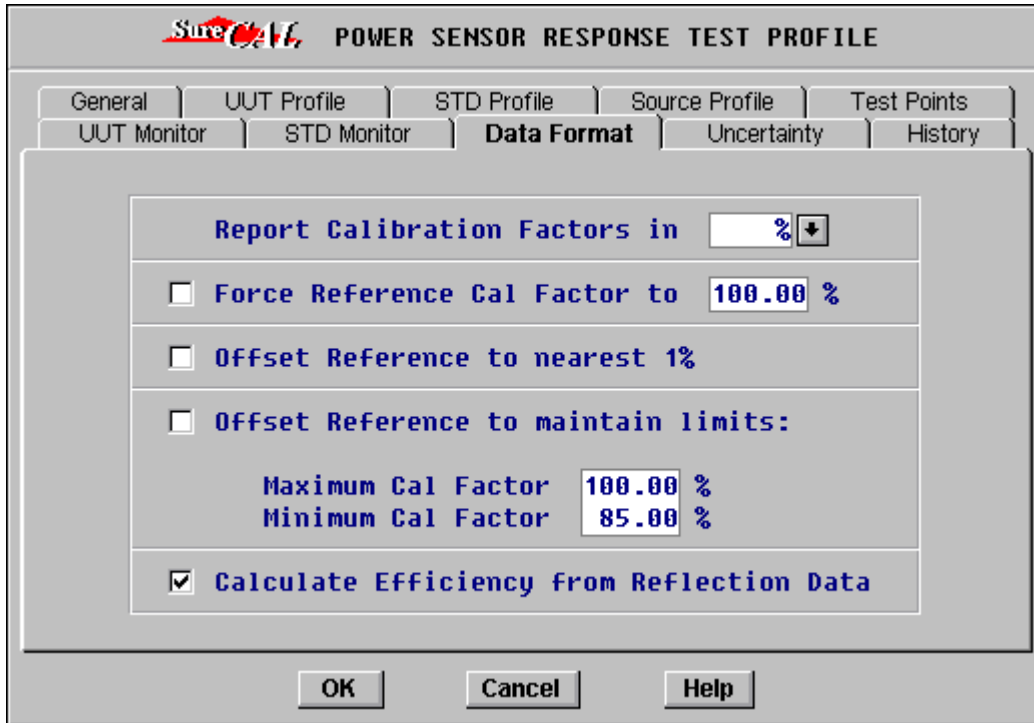 SureCAL POWER SENSOR RESPONSE TEST PROFILE
General UUT Profile STD Profile Source Profile Test Points
UUT Monitor STD Monitor Data Format Uncertainty History
Report Calibration Factors in %
Force Reference Cal Factor to 100.00 %
Offset Reference to nearest 1%
Offset Reference to maintain limits:
Maximum Cal Factor 100.00 %
Minimum Cal Factor 85.00 %
Calculate Efficiency from Reflection Data
OK Cancel Help